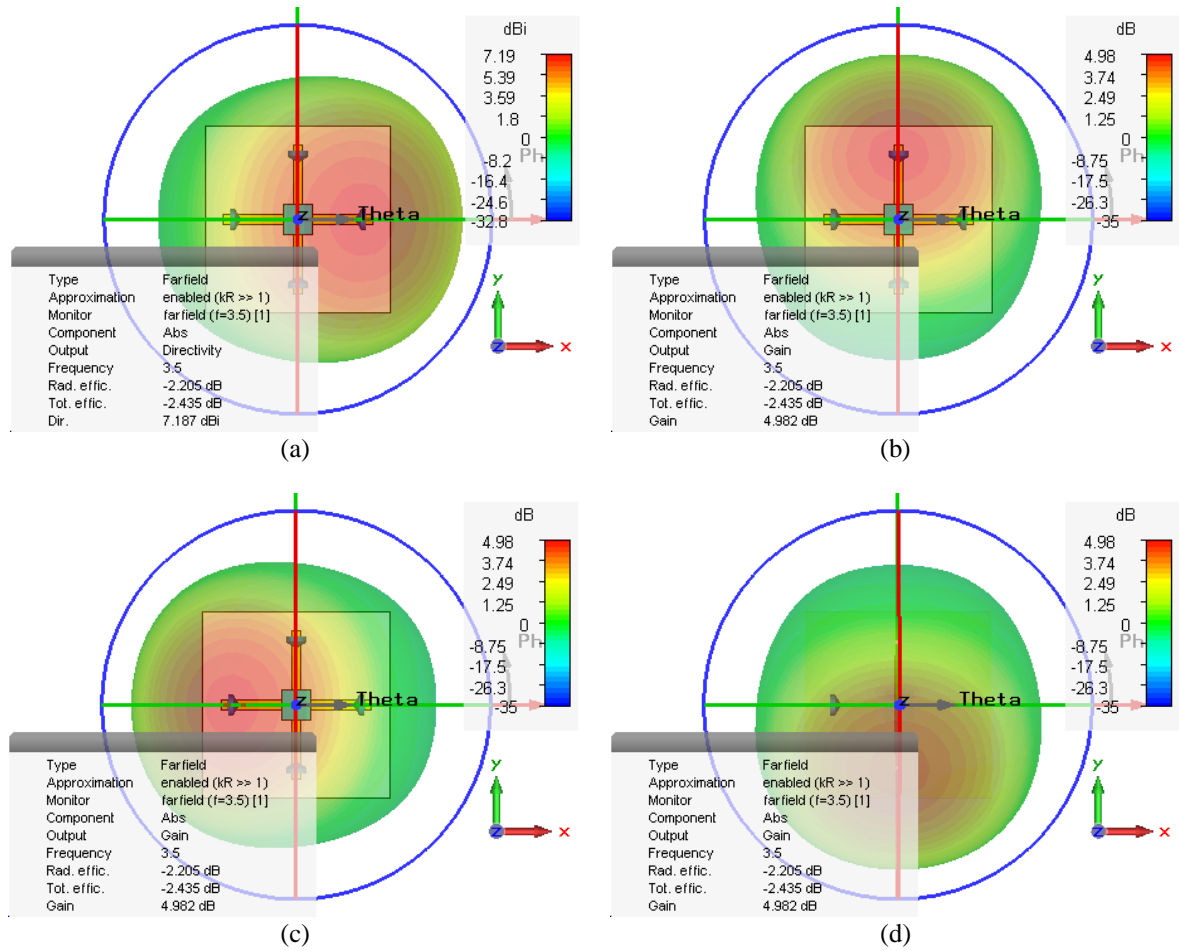 dBi
7.19
5.39
3.59
1.8
0
-8.2
-16.4
-24.6
-32.8
Ph
z
Theta
y
z
x
Type Farfield
Approximation enabled (kR >> 1)
Monitor farfield (f=3.5) [1]
Component Abs
Output Directivity
Frequency 3.5
Rad. effic. -2.205 dB
Tot. effic. -2.435 dB
Dir. 7.187 dBi
(a)
dB
4.98
3.74
2.49
1.25
0
-8.75
-17.5
-26.3
-35
Ph
z
Theta
y
z
x
Type Farfield
Approximation enabled (kR >> 1)
Monitor farfield (f=3.5) [1]
Component Abs
Output Gain
Frequency 3.5
Rad. effic. -2.205 dB
Tot. effic. -2.435 dB
Gain 4.982 dB
(b)
dB
4.98
3.74
2.49
1.25
0
-8.75
-17.5
-26.3
-35
Ph
z
Theta
y
z
x
Type Farfield
Approximation enabled (kR >> 1)
Monitor farfield (f=3.5) [1]
Component Abs
Output Gain
Frequency 3.5
Rad. effic. -2.205 dB
Tot. effic. -2.435 dB
Gain 4.982 dB
(c)
dB
4.98
3.74
2.49
1.25
0
-8.75
-17.5
-26.3
-35
Ph
z
Theta
y
z
x
Type Farfield
Approximation enabled (kR >> 1)
Monitor farfield (f=3.5) [1]
Component Abs
Output Gain
Frequency 3.5
Rad. effic. -2.205 dB
Tot. effic. -2.435 dB
Gain 4.982 dB
(d)